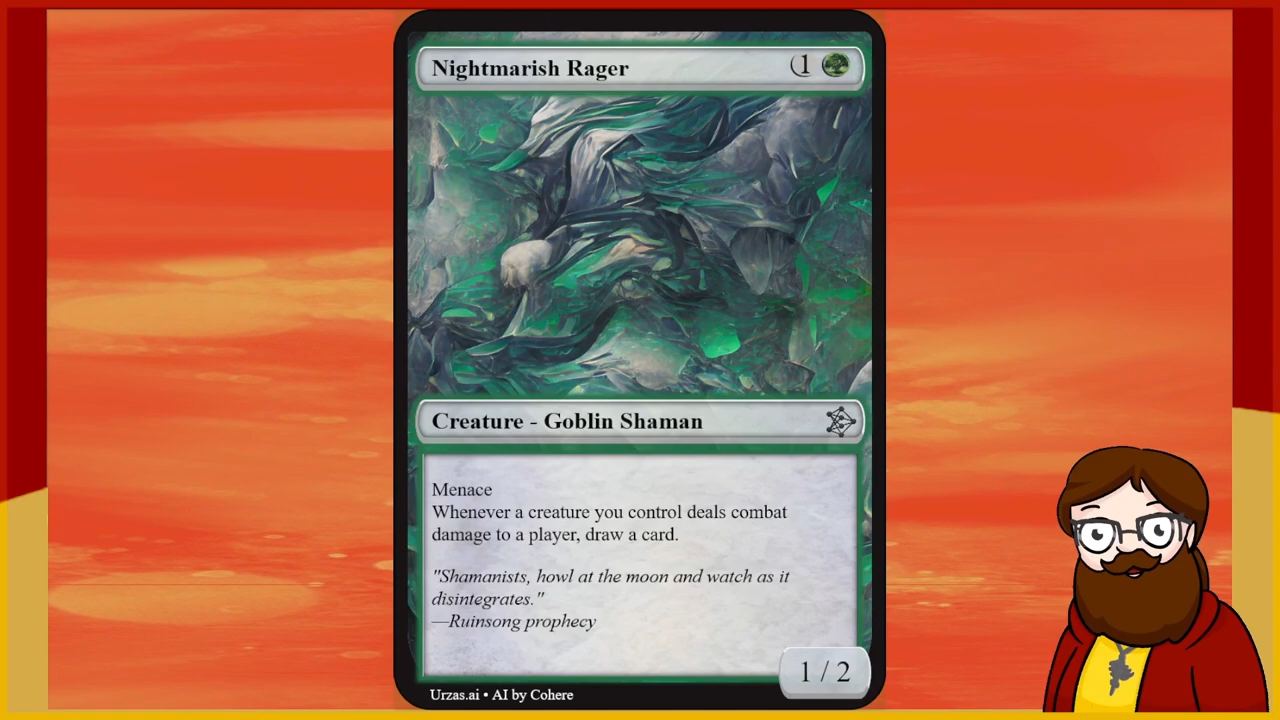 Nightmarish Rager
1
Creature - Goblin Shaman
Menace
Whenever a creature you control deals combat
damage to a player, draw a card.
"Shamanists, howl at the moon and watch as it
disintegrates."
—Ruinsong prophecy
1 / 2
Urzas.ai • AI by Cohere